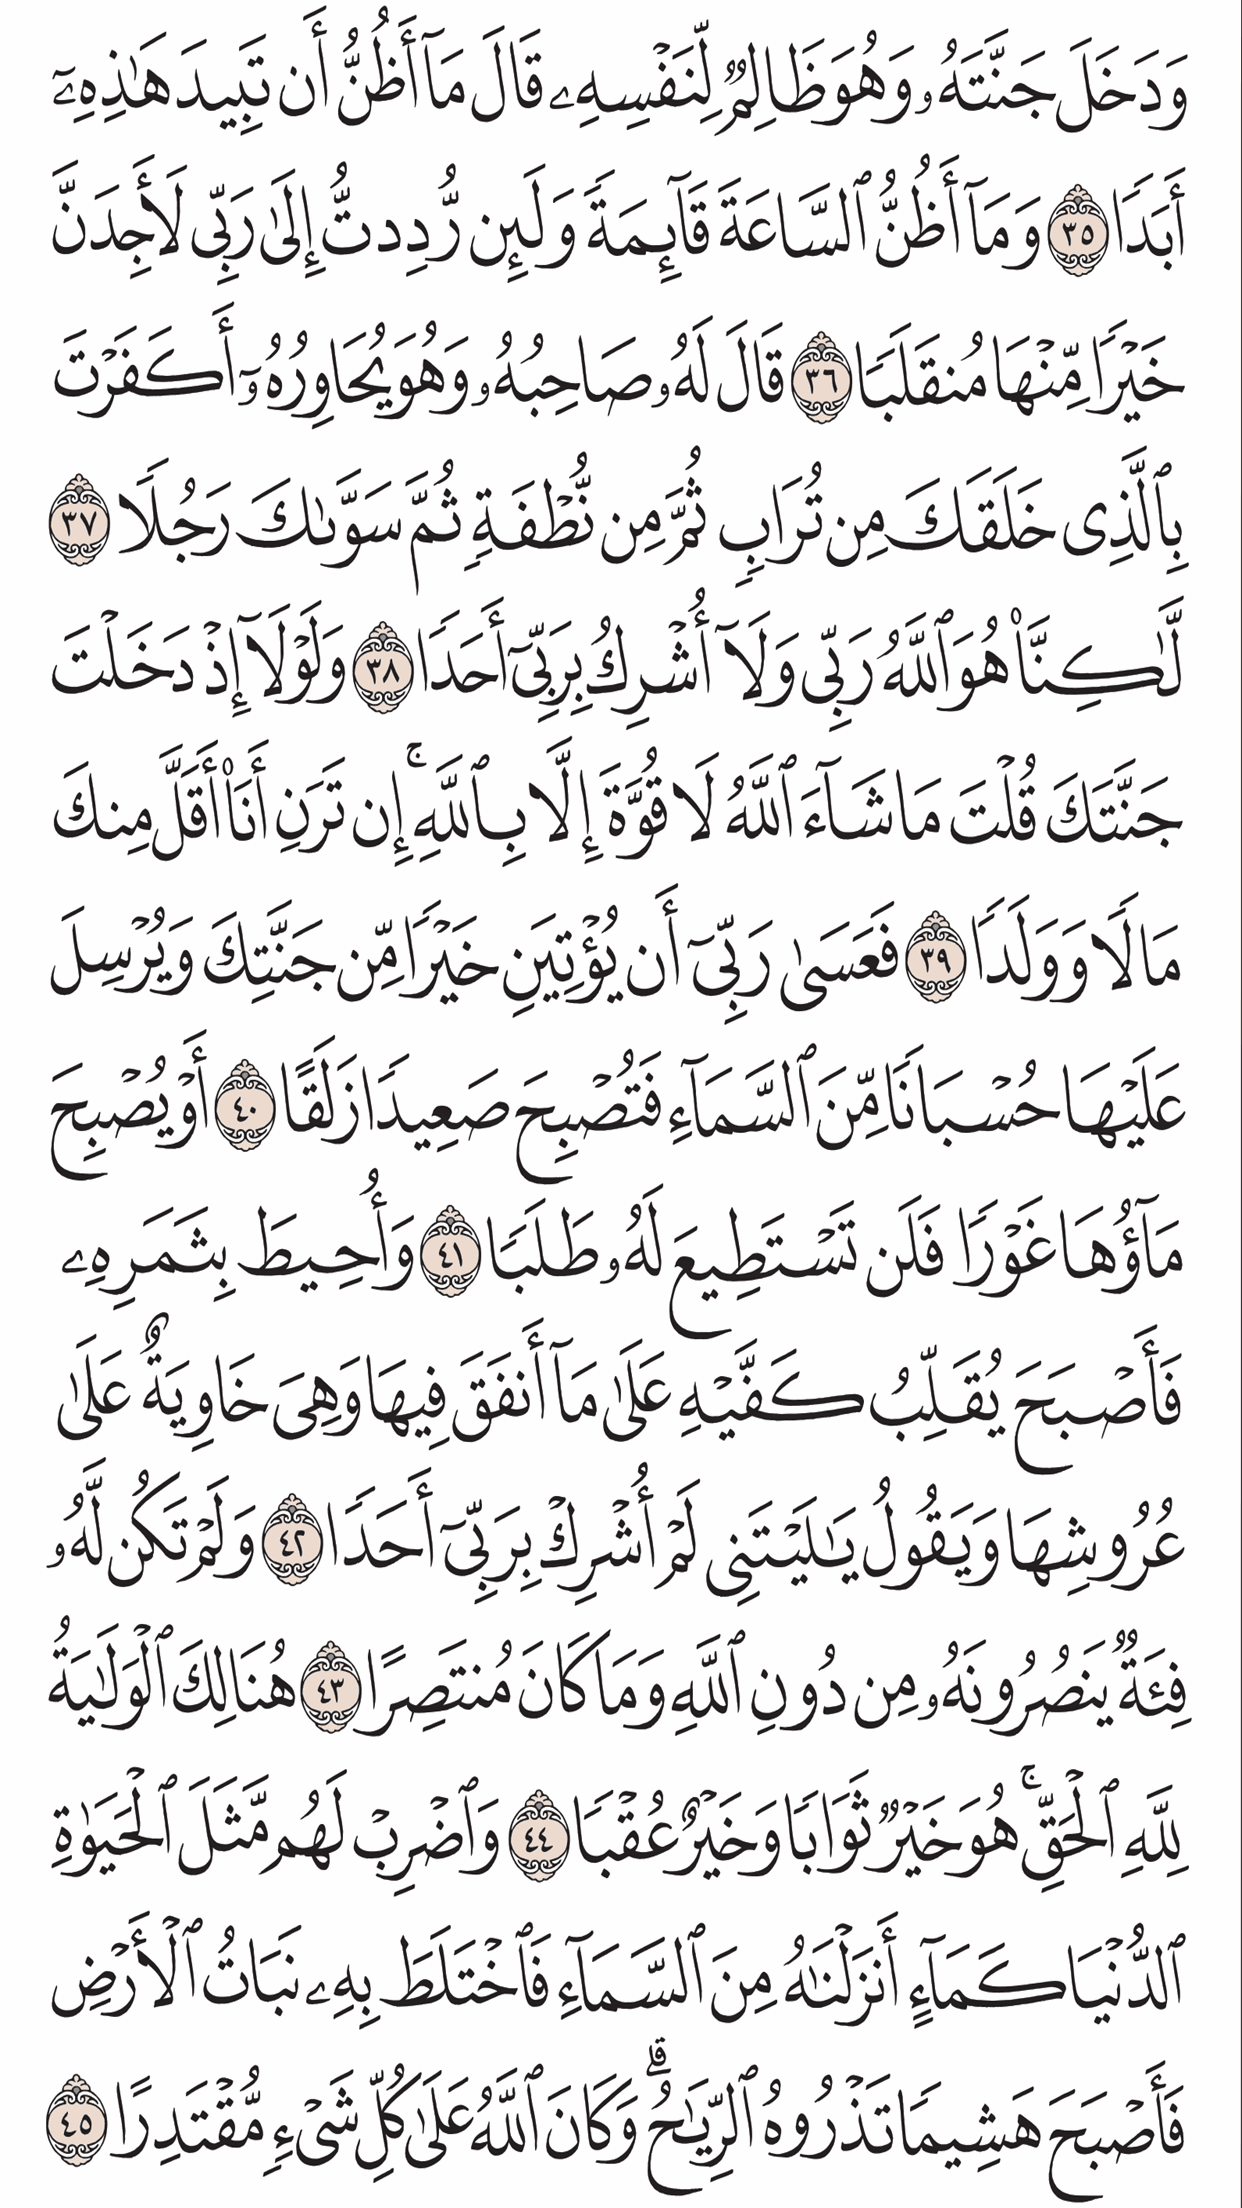 وَدَخَلَ جَنَّتَهُۥ وَهُوَ ظَالِمٌ لِّنَفْسِهِۦ قَالَ مَآ أَظُنُّ أَن تَبِيدَ هَٰذِهِۦٓ
أَبَدًا ٣٥ وَمَآ أَظُنُّ ٱلسَّاعَةَ قَآئِمَةً وَلَئِن رُّدِدتُّ إِلَىٰ رَبِّى لَأَجِدَنَّ
خَيْرًا مِّنْهَا مُنقَلَبًا ٣٦ قَالَ لَهُۥ صَاحِبُهُۥ وَهُوَ يُحَاوِرُهُۥٓ أَكَفَرْتَ
بِٱلَّذِى خَلَقَكَ مِن تُرَابٍ ثُمَّ مِن نُّطْفَةٍ ثُمَّ سَوَّىٰكَ رَجُلًا ٣٧
لَّٰكِنَّا۠ هُوَ ٱللَّهُ رَبِّى وَلَآ أُشْرِكُ بِرَبِّىٓ أَحَدًا ٣٨ وَلَوْلَآ إِذْ دَخَلْتَ
جَنَّتَكَ قُلْتَ مَا شَآءَ ٱللَّهُ لَا قُوَّةَ إِلَّا بِٱللَّهِۚ إِن تَرَنِ أَنَا۠ أَقَلَّ مِنكَ
مَالًا وَوَلَدًا ٣٩ فَعَسَىٰ رَبِّىٓ أَن يُؤْتِيَنِ خَيْرًا مِّن جَنَّتِكَ وَيُرْسِلَ
عَلَيْهَا حُسْبَانًا مِّنَ ٱلسَّمَآءِ فَتُصْبِحَ صَعِيدًا زَلَقًا ٤٠ أَوْ يُصْبِحَ
مَآؤُهَا غَوْرًا فَلَن تَسْتَطِيعَ لَهُۥ طَلَبًا ٤١ وَأُحِيطَ بِثَمَرِهِۦ
فَأَصْبَحَ يُقَلِّبُ كَفَّيْهِ عَلَىٰ مَآ أَنفَقَ فِيهَا وَهِىَ خَاوِيَةٌ عَلَىٰ
عُرُوشِهَا وَيَقُولُ يَٰلَيْتَنِى لَمْ أُشْرِكْ بِرَبِّىٓ أَحَدًا ٤٢ وَلَمْ تَكُن لَّهُۥ
فِئَةٌ يَنصُرُونَهُۥ مِن دُونِ ٱللَّهِ وَمَا كَانَ مُنتَصِرًا ٤٣ هُنَالِكَ ٱلْوَلَٰيَةُ
لِلَّهِ ٱلْحَقِّۚ هُوَ خَيْرٌ ثَوَابًا وَخَيْرٌ عُقْبًا ٤٤ وَٱضْرِبْ لَهُم مَّثَلَ ٱلْحَيَوٰةِ
ٱلدُّنْيَا كَمَآءٍ أَنزَلْنَٰهُ مِنَ ٱلسَّمَآءِ فَٱخْتَلَطَ بِهِۦ نَبَاتُ ٱلْأَرْضِ
فَأَصْبَحَ هَشِيمًا تَذْرُوهُ ٱلرِّيَٰحُۗ وَكَانَ ٱللَّهُ عَلَىٰ كُلِّ شَىْءٍ مُّقْتَدِرًا ٤٥